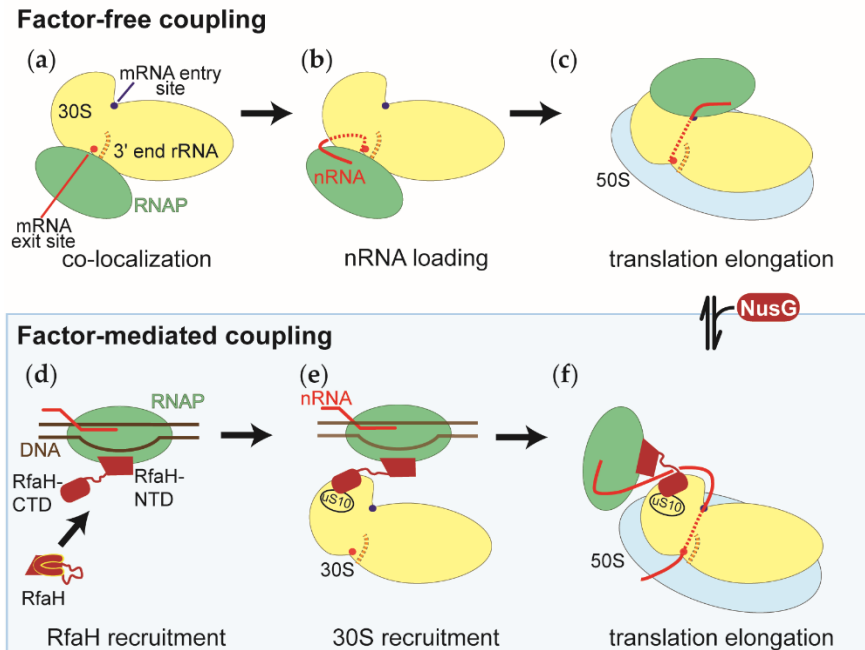 Factor-free coupling
(a)
mRNA entry
site
30S
3' end rRNA
RNAP
mRNA
exit site
co-localization
(b)
nRNA
nRNA loading
(c)
50S
translation elongation
NusG
Factor-mediated coupling
(d)
RNAP
DNA
RfaH-
CTD
RfaH-
NTD
RfaH
RfaH recruitment
(e)
nRNA
uS10
30S
30S recruitment
(f)
uS10
50S
translation elongation